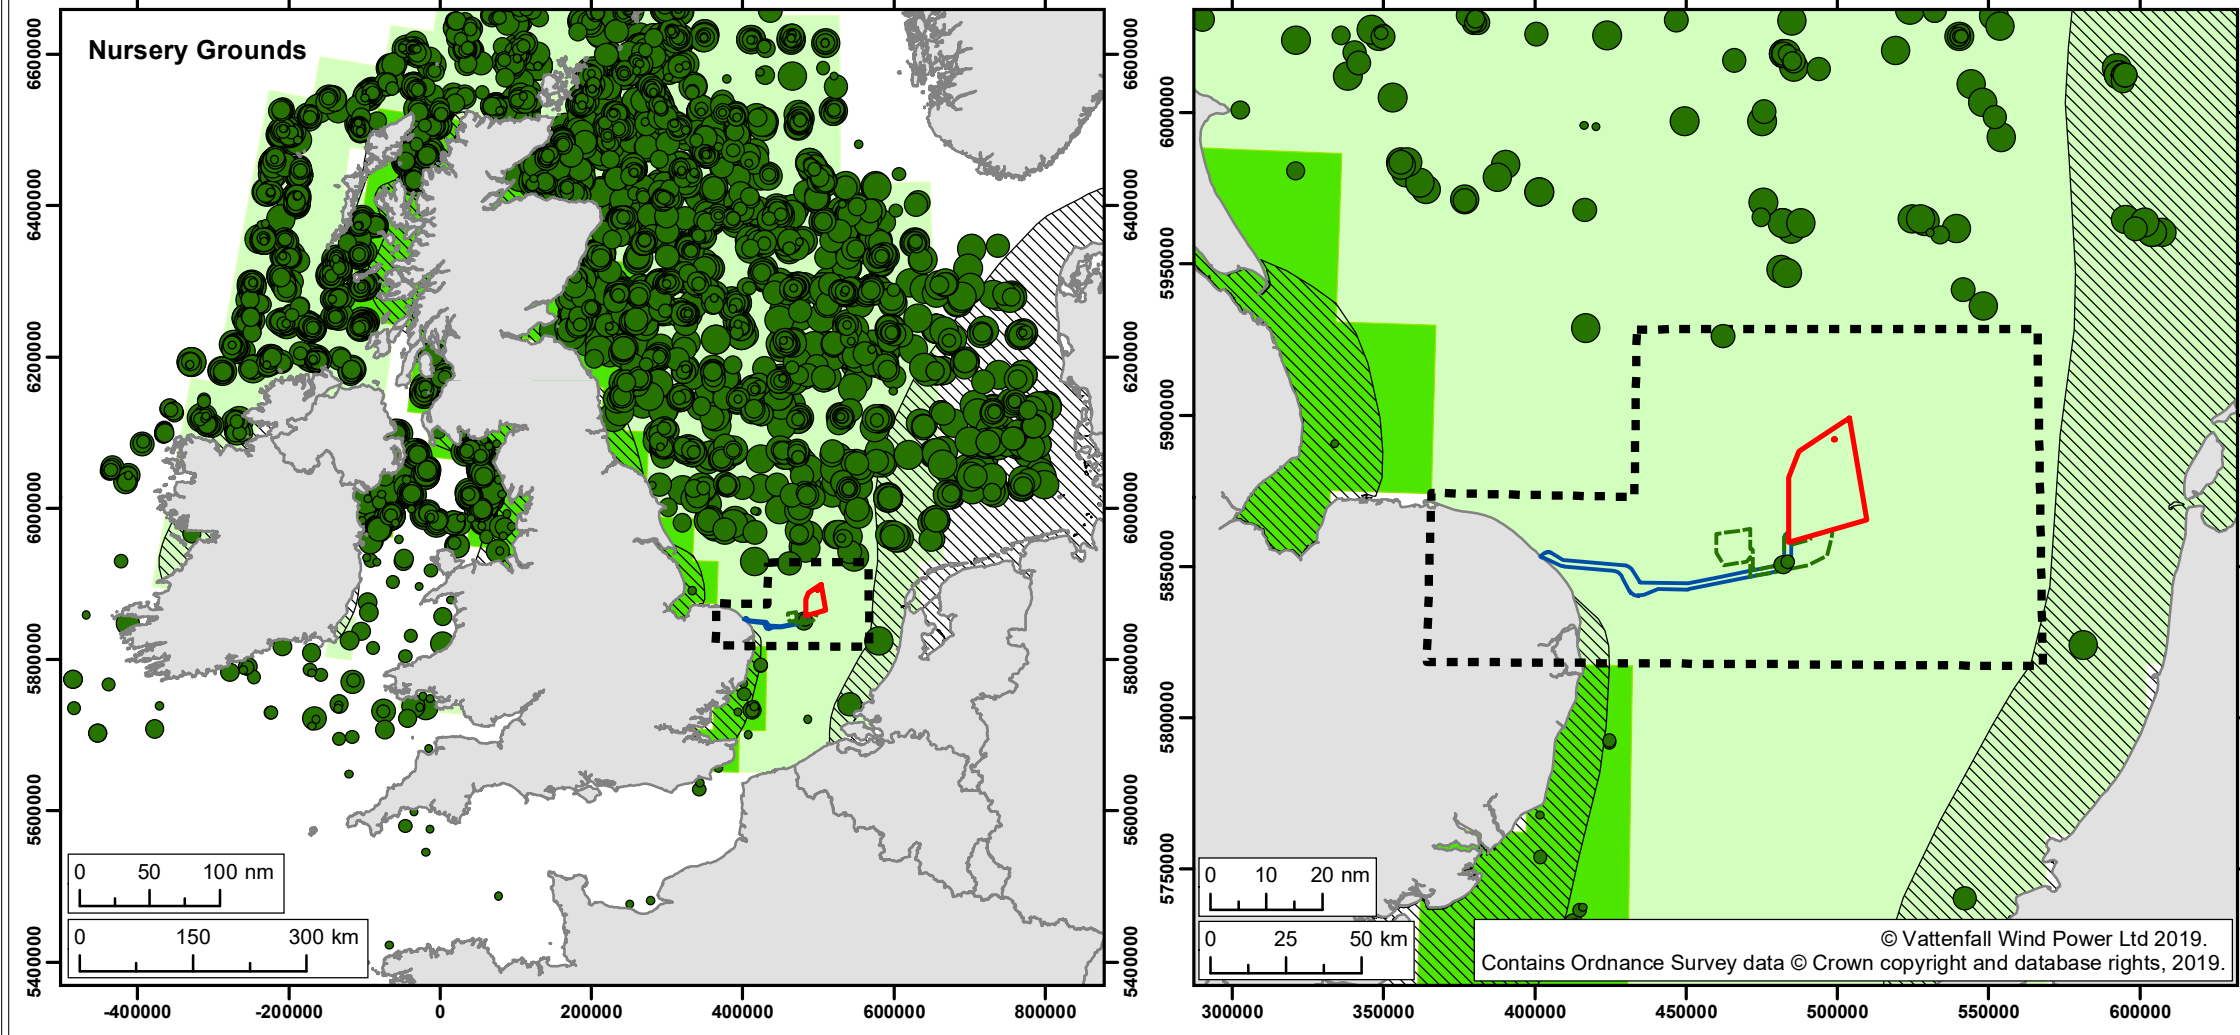 Nursery Grounds
6600000
6400000
6200000
6000000
5800000
5600000
5400000
0 50 100 nm
0 150 300 km
-400000 -200000 0 200000 400000 600000 800000
6600000
6400000
6200000
6000000
5800000
5600000
5400000
6000000
5950000
5900000
5850000
5800000
5750000
0 10 20 nm
0 25 50 km
© Vattenfall Wind Power Ltd 2019.
Contains Ordnance Survey data © Crown copyright and database rights, 2019.
300000 350000 400000 450000 500000 550000 600000